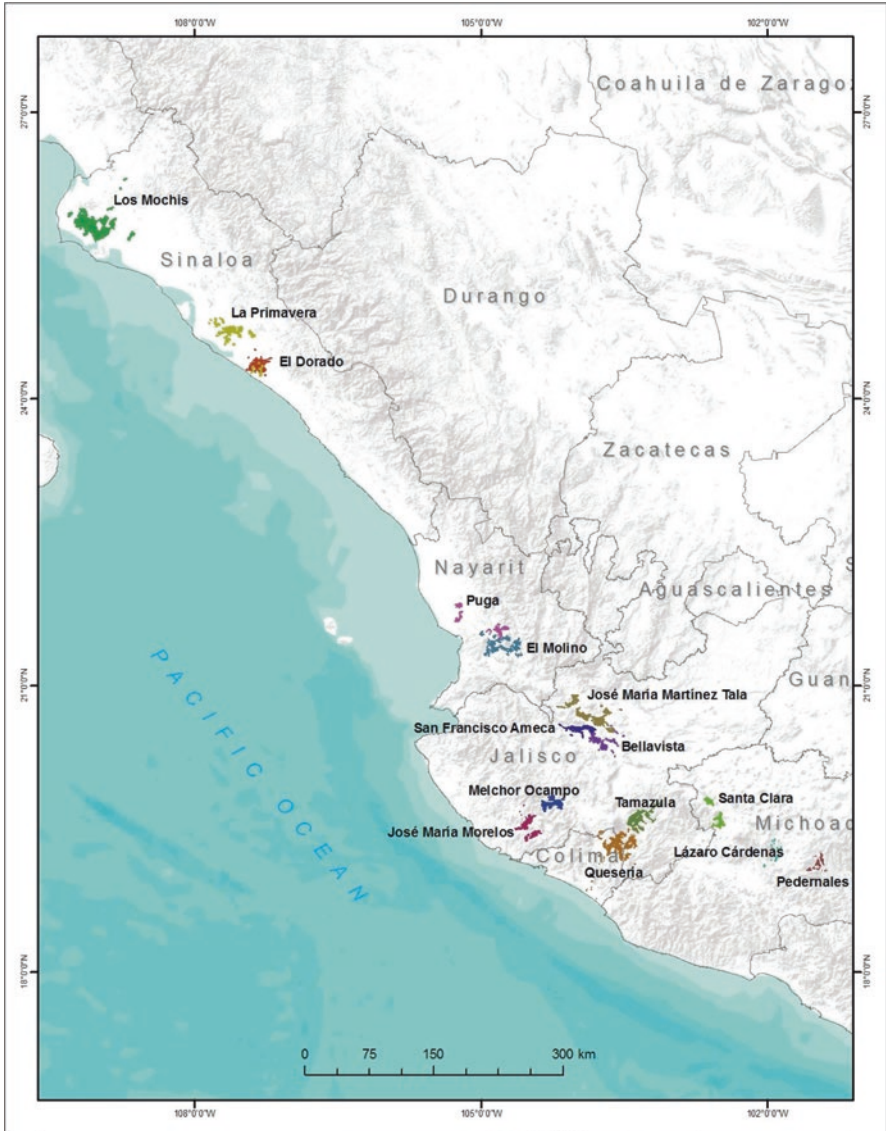 108°0'0"W 105°0'0"W 102°0'0"W
Coahuila de Zaragoz
27°0'0"N 27°0'0"N
Los Mochis
Sinaloa
La Primavera
Durango
El Dorado
24°0'0"N 24°0'0"N
Zacatecas
Nayarit
S
Aguascalientes
Puga
El Molino
21°0'0"N 21°0'0"N
Guan
José María Martínez Tala
San Francisco Ameca
Bellavista
Jalisco
PACIFIC OCEAN
Melchor Ocampo
Tamazula
Santa Clara
José María Morelos
Michoac
Colima
Lázaro Cárdenas
Quesería
Pedernales
18°0'0"N 18°0'0"N
0 75 150 300 km
108°0'0"W 105°0'0"W 102°0'0"W